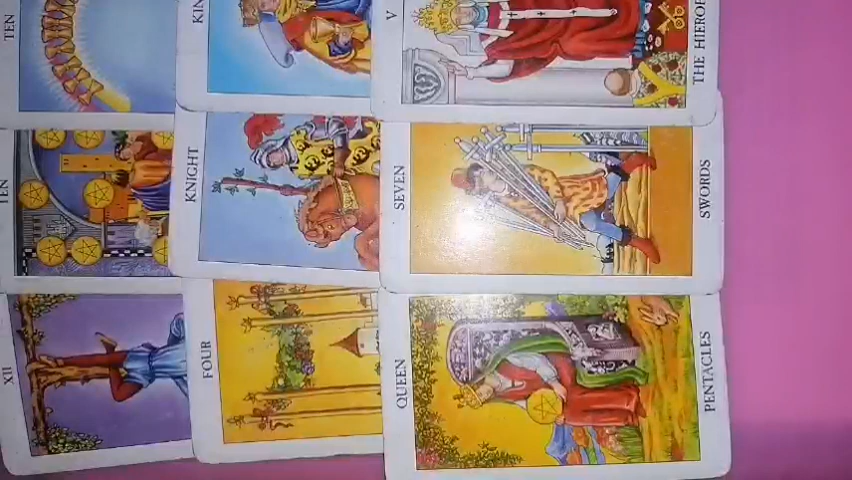 TEN
KIN
V
THE HIEROP
TEN
KNIGHT
SEVEN
SWORDS
XII
FOUR
QUEEN
PENTACLES